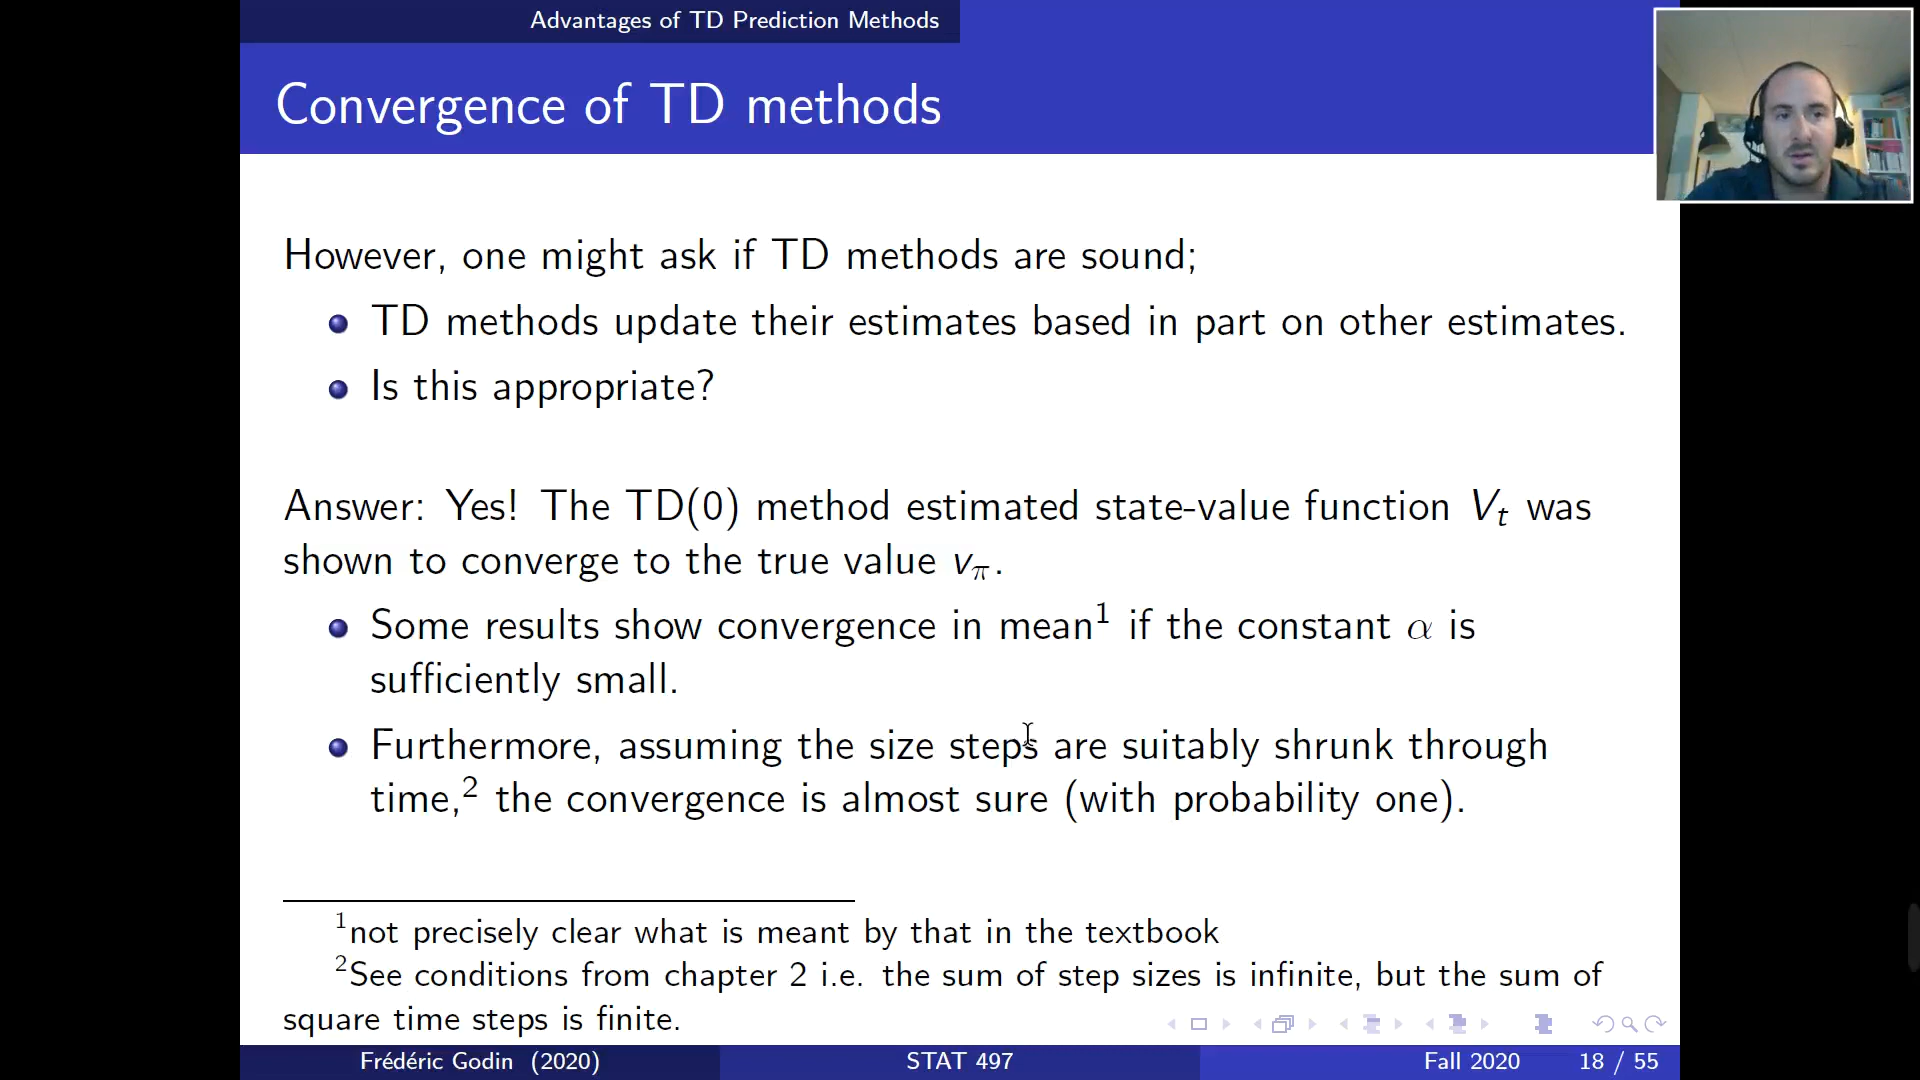 Advantages of TD Prediction Methods
Convergence of TD methods
However, one might ask if TD methods are sound;
TD methods update their estimates based in part on other estimates.
Is this appropriate?
Answer: Yes! The TD(0) method estimated state-value function Vₜ was
shown to converge to the true value v_π.
Some results show convergence in mean¹ if the constant α is
sufficiently small.
Furthermore, assuming the size steps are suitably shrunk through
time,² the convergence is almost sure (with probability one).
¹not precisely clear what is meant by that in the textbook
²See conditions from chapter 2 i.e. the sum of step sizes is infinite, but the sum of
square time steps is finite.
Frédéric Godin (2020) STAT 497 Fall 2020 18 / 55